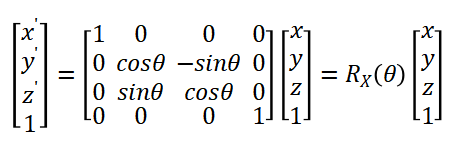 [x'] [1 0 0 0] [x] [x]
[y'] = [0 cosθ −sinθ 0] [y] = R_X(θ) [y]
[z'] [0 sinθ cosθ 0] [z] [z]
[1] [0 0 0 1] [1] [1]